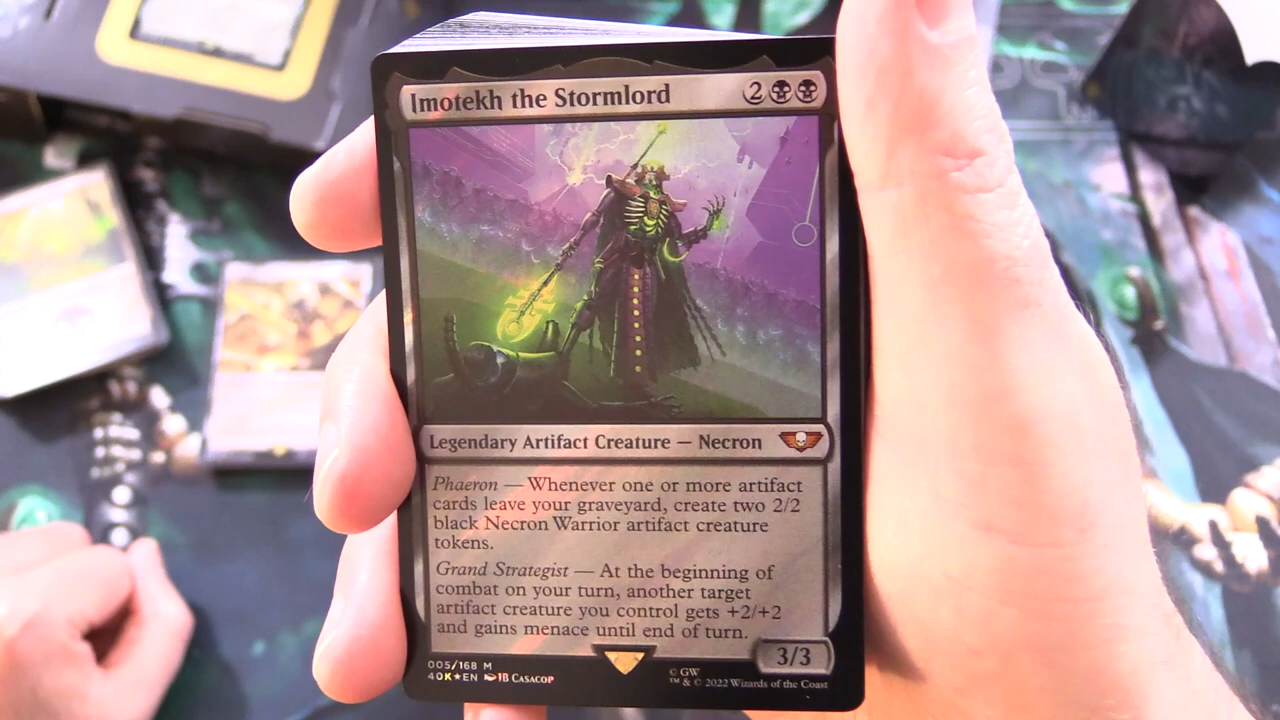 Imotekh the Stormlord 2
Legendary Artifact Creature — Necron
Phaeron — Whenever one or more artifact
cards leave your graveyard, create two 2/2
black Necron Warrior artifact creature
tokens.
Grand Strategist — At the beginning of
combat on your turn, another target
artifact creature you control gets +2/+2
and gains menace until end of turn.
3/3
005/168 M
40K★EN JB Casacop
© GW
™ & © 2022 Wizards of the Coast